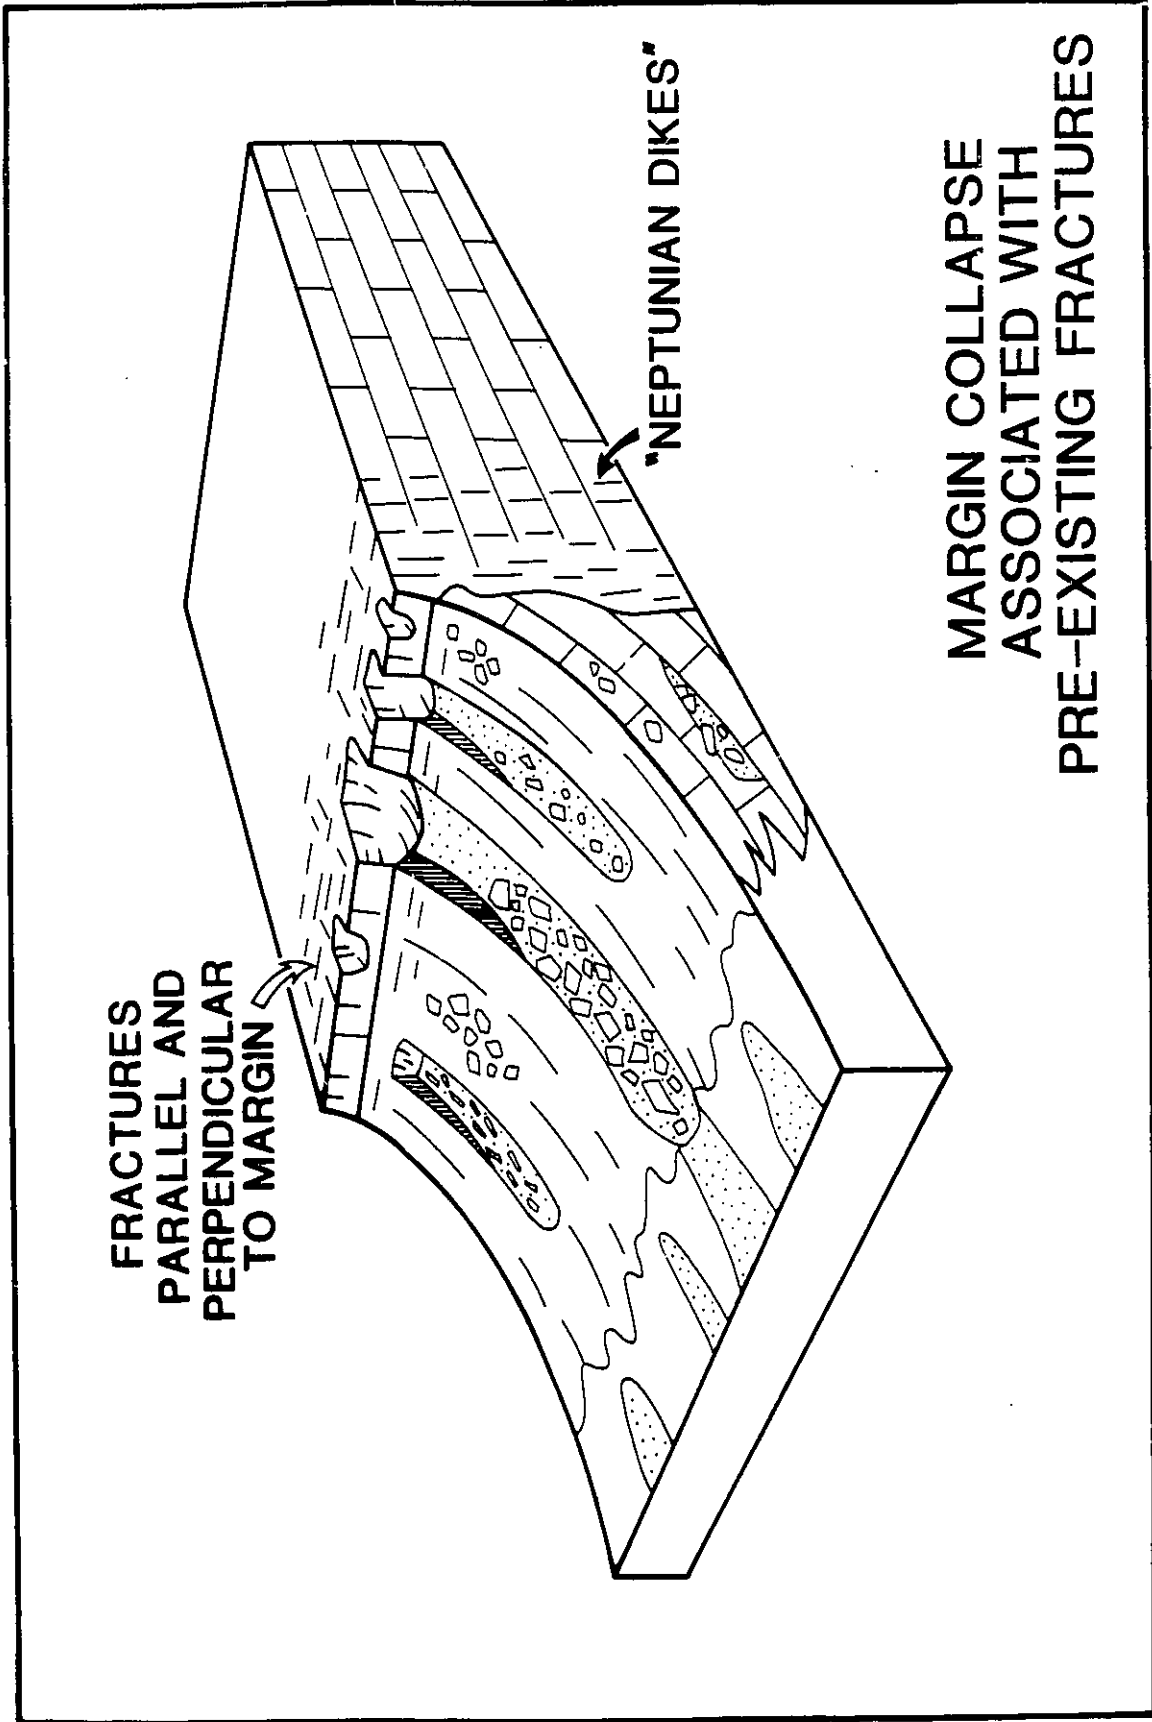 FRACTURES
PARALLEL AND
PERPENDICULAR
TO MARGIN
"NEPTUNIAN DIKES"
MARGIN COLLAPSE
ASSOCIATED WITH
PRE-EXISTING FRACTURES